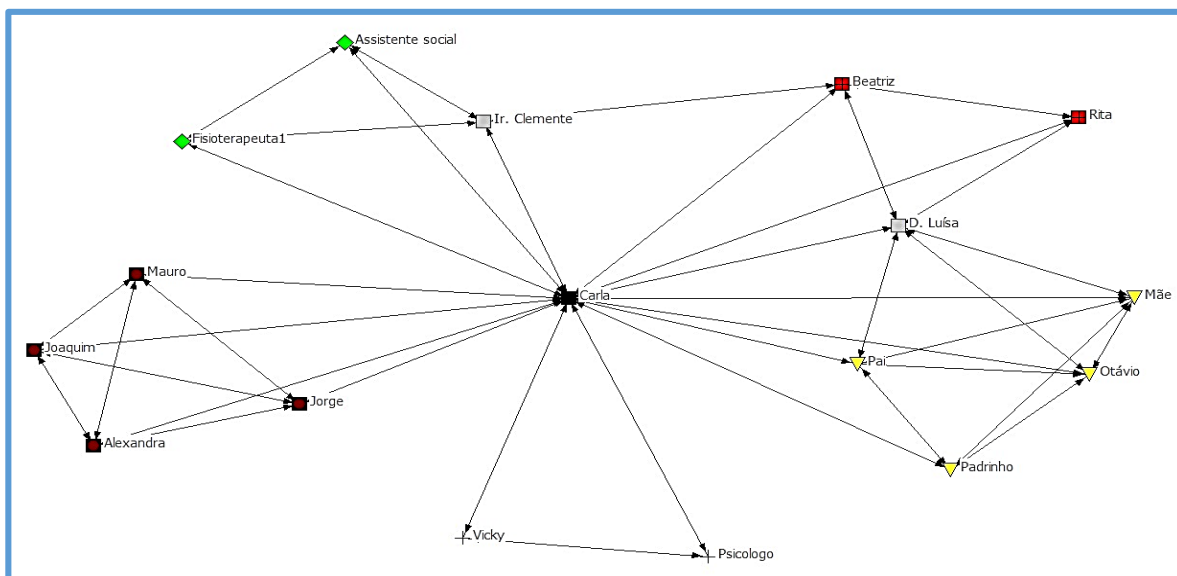 Assistente social
Beatriz
Rita
Ir. Clemente
Fisioterapeuta1
D. Luísa
Mauro
Carla
Mãe
Joaquim
Pai
Otávio
Jorge
Alexandra
Padrinho
Vicky
Psicologo